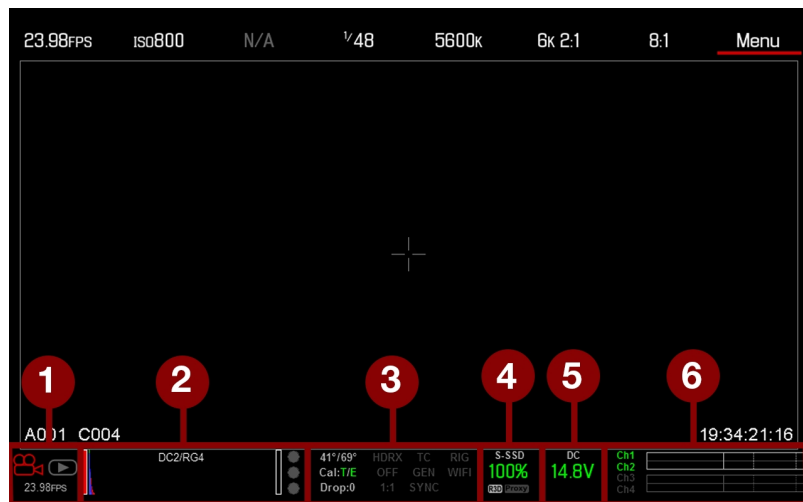 23.98FPS ISO800 N/A 1/48 5600K 6K 2:1 8:1 Menu
1 2 3 4 5 6
A001 C004 19:34:21:16
DC2/RG4
23.98FPS
41°/69° HDRX TC RIG
Cal:T/E OFF GEN WIFI
Drop:0 1:1 SYNC
S-SSD
100%
R3D Proxy
DC
14.8V
Ch1
Ch2
Ch3
Ch4